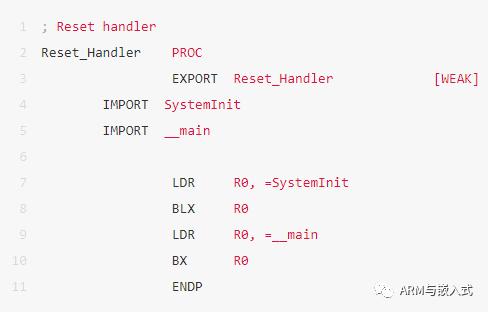 1 ; Reset handler
2 Reset_Handler    PROC
3                  EXPORT  Reset_Handler             [WEAK]
4         IMPORT  SystemInit
5         IMPORT  __main
6
7                  LDR     R0, =SystemInit
8                  BLX     R0
9                  LDR     R0, =__main
10                 BX      R0
11                 ENDP
ARM与嵌入式